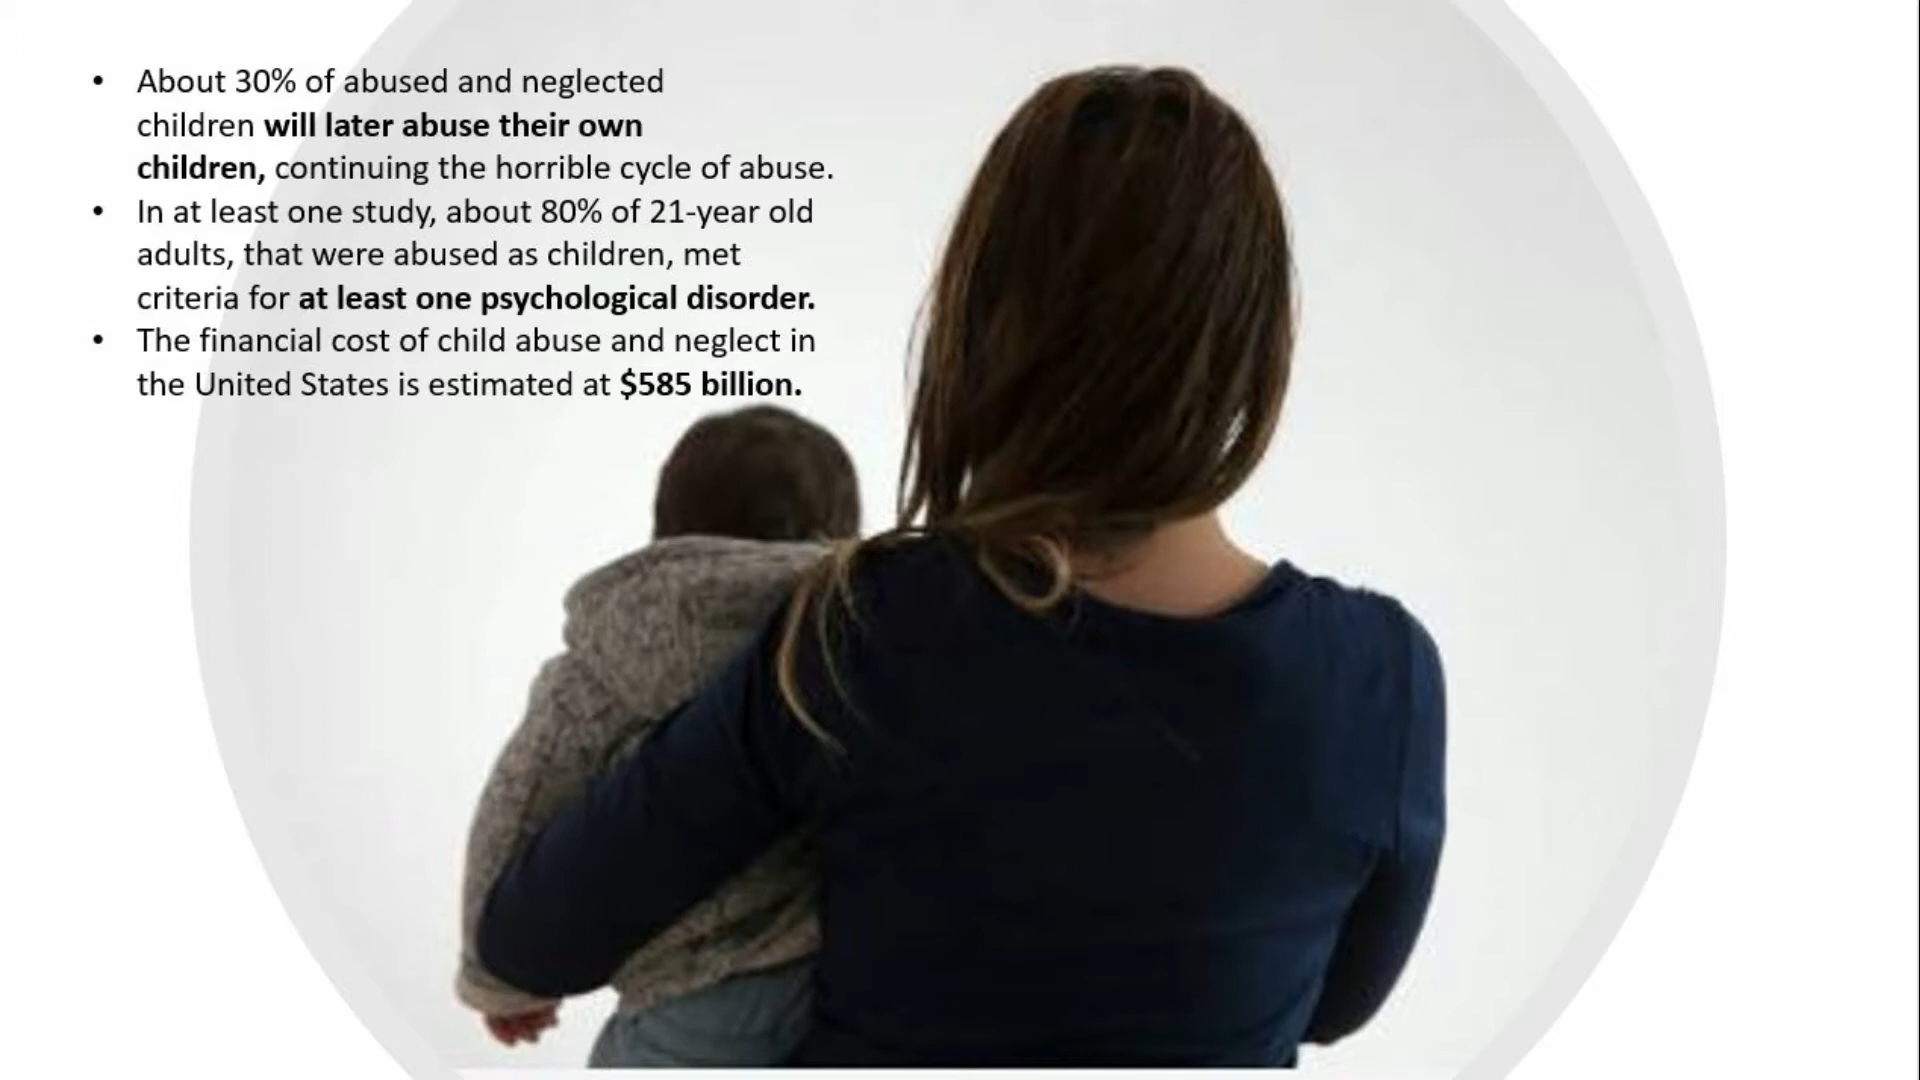 • About 30% of abused and neglected
children will later abuse their own
children, continuing the horrible cycle of abuse.
• In at least one study, about 80% of 21-year old
adults, that were abused as children, met
criteria for at least one psychological disorder.
• The financial cost of child abuse and neglect in
the United States is estimated at $585 billion.